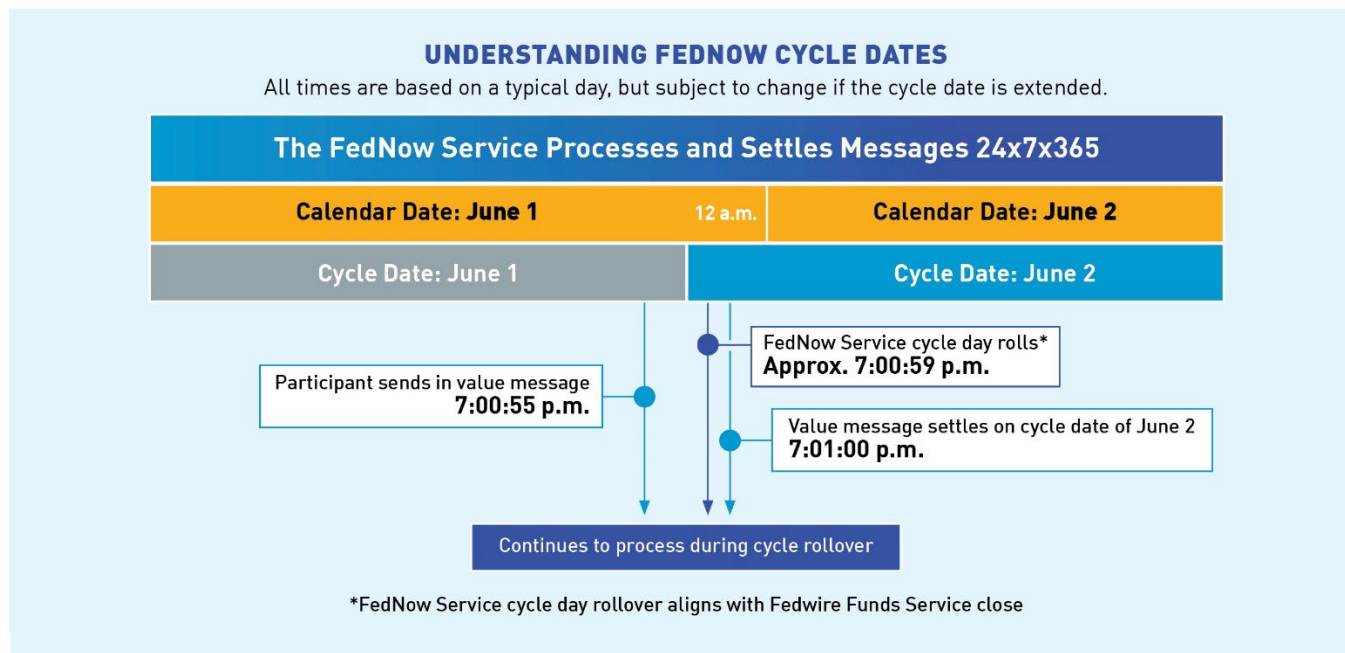 UNDERSTANDING FEDNOW CYCLE DATES
All times are based on a typical day, but subject to change if the cycle date is extended.
The FedNow Service Processes and Settles Messages 24x7x365
Calendar Date: June 1
12 a.m.
Calendar Date: June 2
Cycle Date: June 1
Cycle Date: June 2
FedNow Service cycle day rolls*
Approx. 7:00:59 p.m.
Participant sends in value message
7:00:55 p.m.
Value message settles on cycle date of June 2
7:01:00 p.m.
Continues to process during cycle rollover
*FedNow Service cycle day rollover aligns with Fedwire Funds Service close